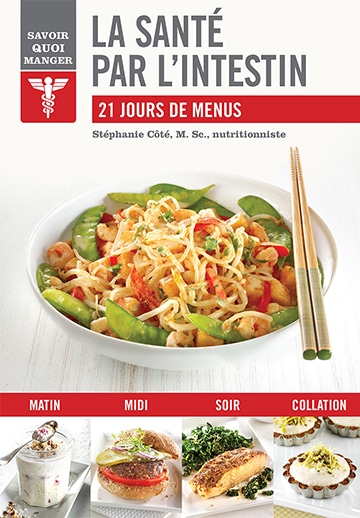 SAVOIR
QUOI
MANGER
LA SANTÉ
PAR L'INTESTIN
21 JOURS DE MENUS
Stéphanie Côté, M. Sc., nutritionniste
MATIN
MIDI
SOIR
COLLATION